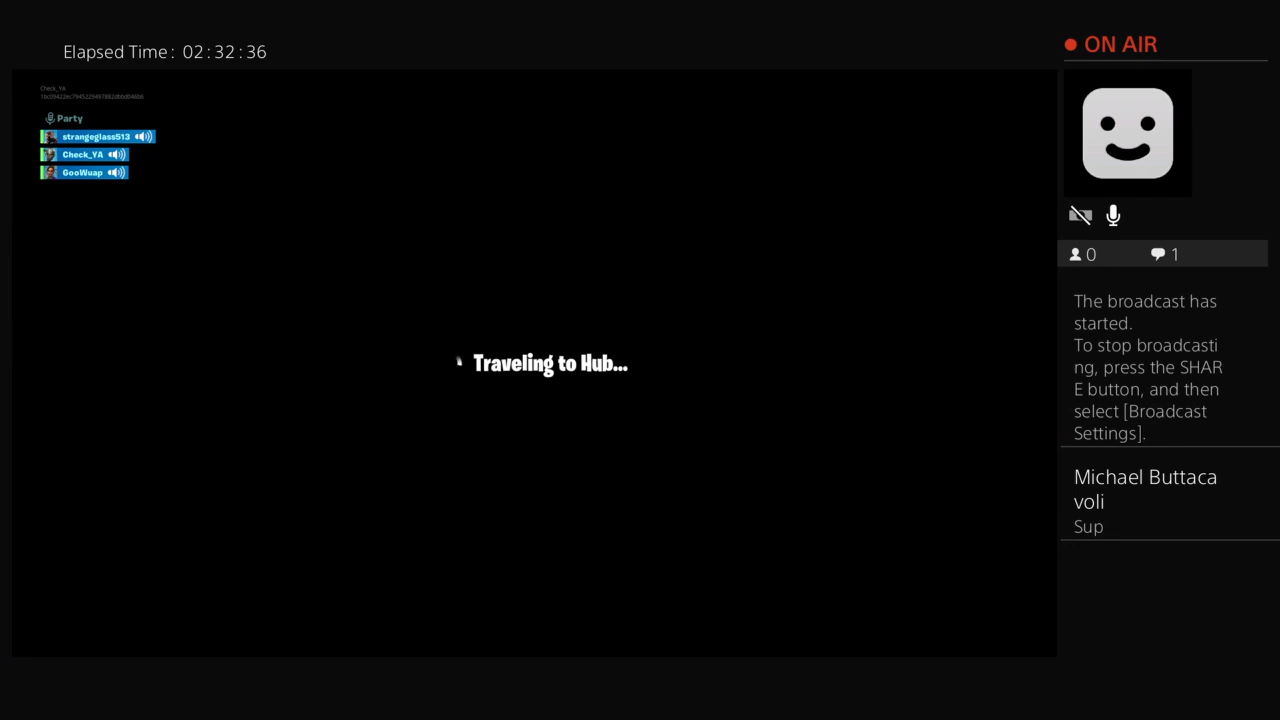 Elapsed Time: 02:32:36
ON AIR
Check_YA
Party
strangeglass513
Check_YA
GooWuap
0 1
The broadcast has
started.
To stop broadcasti
ng, press the SHAR
E button, and then
select [Broadcast
Settings].
Traveling to Hub...
Michael Buttaca
voli
Sup